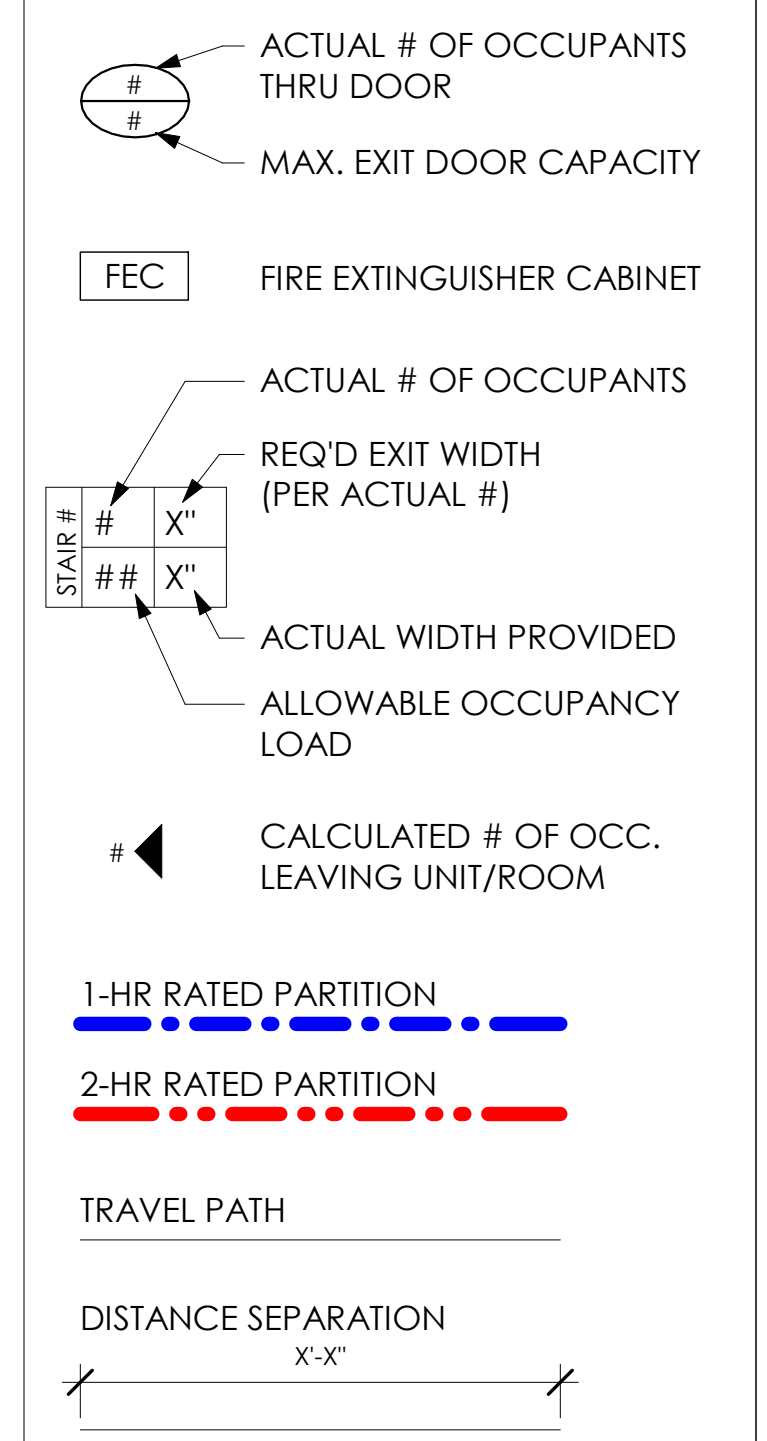 ACTUAL # OF OCCUPANTS
THRU DOOR
#
#
MAX. EXIT DOOR CAPACITY
FEC
FIRE EXTINGUISHER CABINET
ACTUAL # OF OCCUPANTS
REQ'D EXIT WIDTH
(PER ACTUAL #)
STAIR #
# X"
## X"
ACTUAL WIDTH PROVIDED
ALLOWABLE OCCUPANCY
LOAD
#
CALCULATED # OF OCC.
LEAVING UNIT/ROOM
1-HR RATED PARTITION
2-HR RATED PARTITION
TRAVEL PATH
DISTANCE SEPARATION
X'-X"